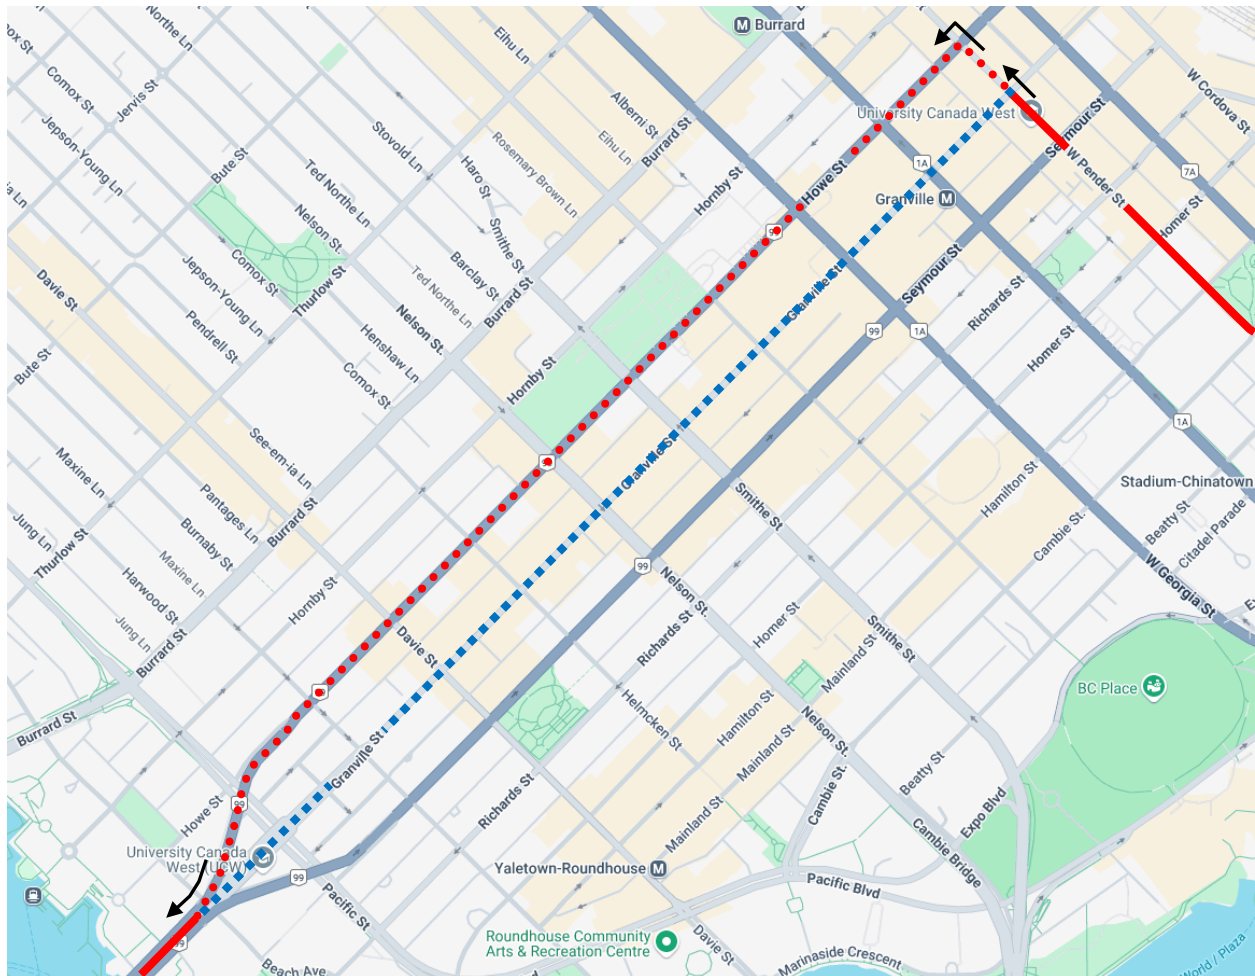 Northe Ln
Cox St
Comox St
Jervis St
Jepson-Young Ln
Bute St
Ted Northe Ln
Nelson St.
Stovold Ln
Eihu Ln
Burrard
Alberni St
Eihu Ln
Rosemary Brown Ln
Burrard St
Haro St
Smithe St
Hornby St
Howe St
University Canada
West
Seymour St
W Cordova St
W Pender St
7A
1A
Granville
Homer St
Richards St
Seymour St
Granville St
99
1A
Homer St
1A
Comox St
Jepson-Young Ln
Pendrell St
Thurlow St
Davie St
Bute St
Ted Northe Ln
Barclay St
Burrard St
Nelson St.
Henshaw Ln
Comox St
Hornby St
See-em-ia Ln
Maxine Ln
Pantages Ln
Burnaby St
Burrard St
Jung Ln
Thurlow St
Maxine Ln
Harwood St
Jung Ln
Burrard St
Burrard St
Hornby St
Davie St
Granville St
Granville St
Smithe St
Hamilton St
Cambie St.
Stadium-Chinatown
Beatty St
Citadel Parade
W Georgia St
99
Nelson St.
Richards St
Homer St
Mainland St
Smithe St
BC Place
Helmcken St
Hamilton St
Mainland St
Nelson St.
Beatty St
Cambie St.
Expo Blvd
Cambie Bridge
Mainland St
Richards St
Howe St
99
University Canada
West (UCW)
99
99
Yaletown-Roundhouse
Pacific Blvd
Pacific St
Beach Ave
Roundhouse Community
Arts & Recreation Centre
Davie St
Marinaside Crescent
World / Plaza